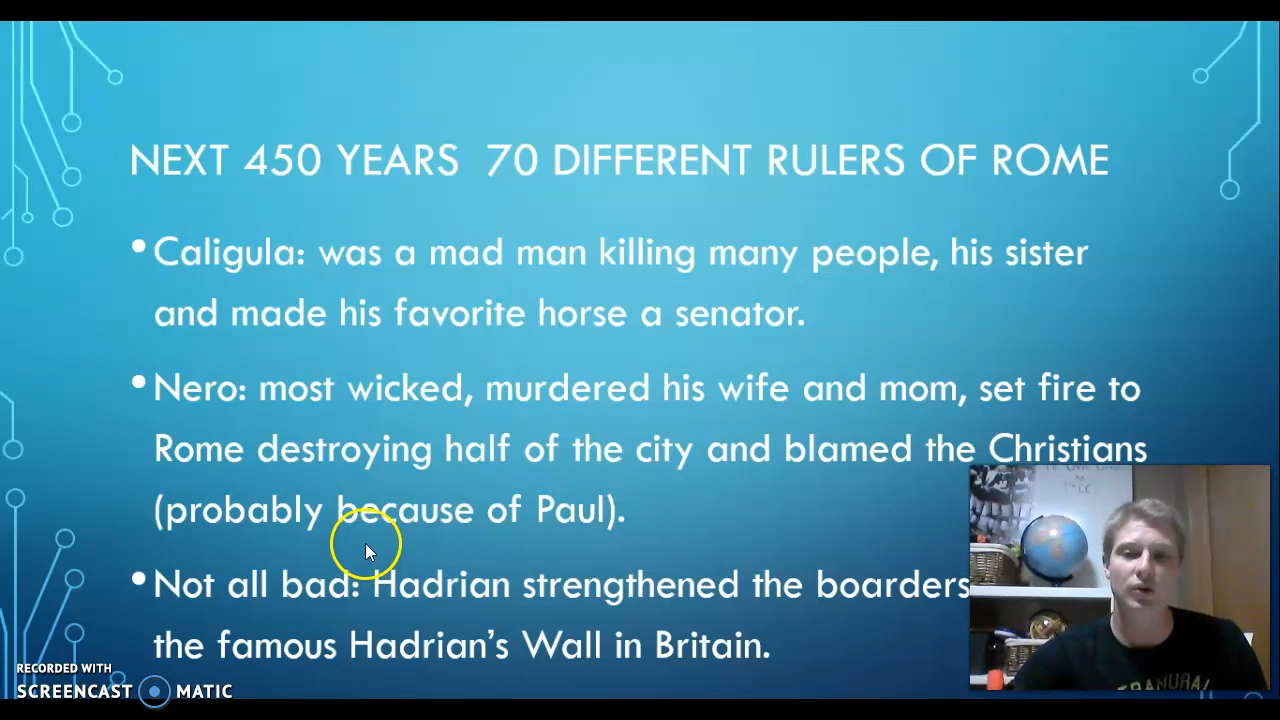 NEXT 450 YEARS 70 DIFFERENT RULERS OF ROME
•Caligula: was a mad man killing many people, his sister
and made his favorite horse a senator.
•Nero: most wicked, murdered his wife and mom, set fire to
Rome destroying half of the city and blamed the Christians
(probably because of Paul).
•Not all bad: Hadrian strengthened the boarders
the famous Hadrian’s Wall in Britain.
RECORDED WITH
SCREENCAST MATIC